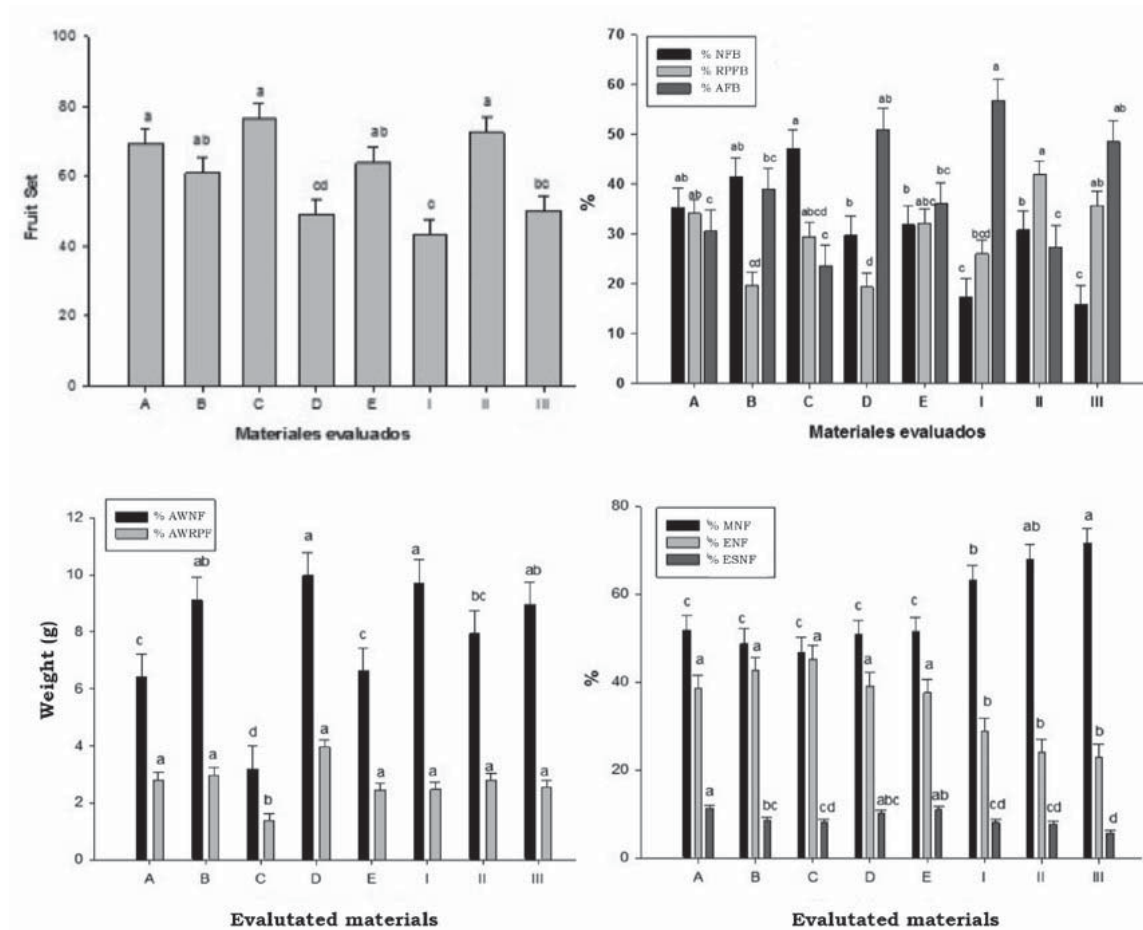 Fruit Set
100
80
60
40
20
0
a
ab
a
cd
ab
c
a
bc
A B C D E I II III
Materiales evaluados
%
70
60
50
40
30
20
10
0
% NFB
% RPFB
% AFB
ab ab c
ab cd bc
a abcd c
b d ab
b abc bc
c bcd a
b a c
c ab ab
A B C D E I II III
Materiales evaluados
Weight (g)
12
10
8
6
4
2
0
% AWNF
% AWRPF
c a
ab a
d b
a a
c a
a a
bc a
ab a
A B C D E I II III
Evalutated materials
%
80
60
40
20
0
% MNF
% ENF
% ESNF
c a a
c a bc
c a cd
c a abc
c a ab
b b cd
ab b cd
a b d
A B C D E I II III
Evalutated materials